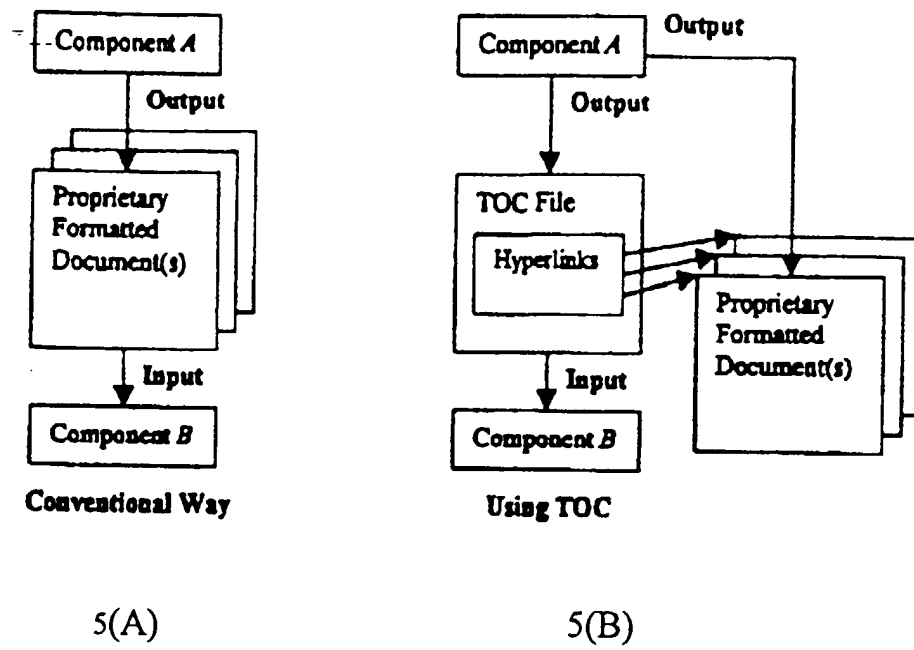 Component A
Output
Proprietary
Formatted
Document(s)
Input
Component B
Conventional Way
5(A)
Component A
Output
Output
TOC File
Hyperlinks
Proprietary
Formatted
Document(s)
Input
Component B
Using TOC
5(B)